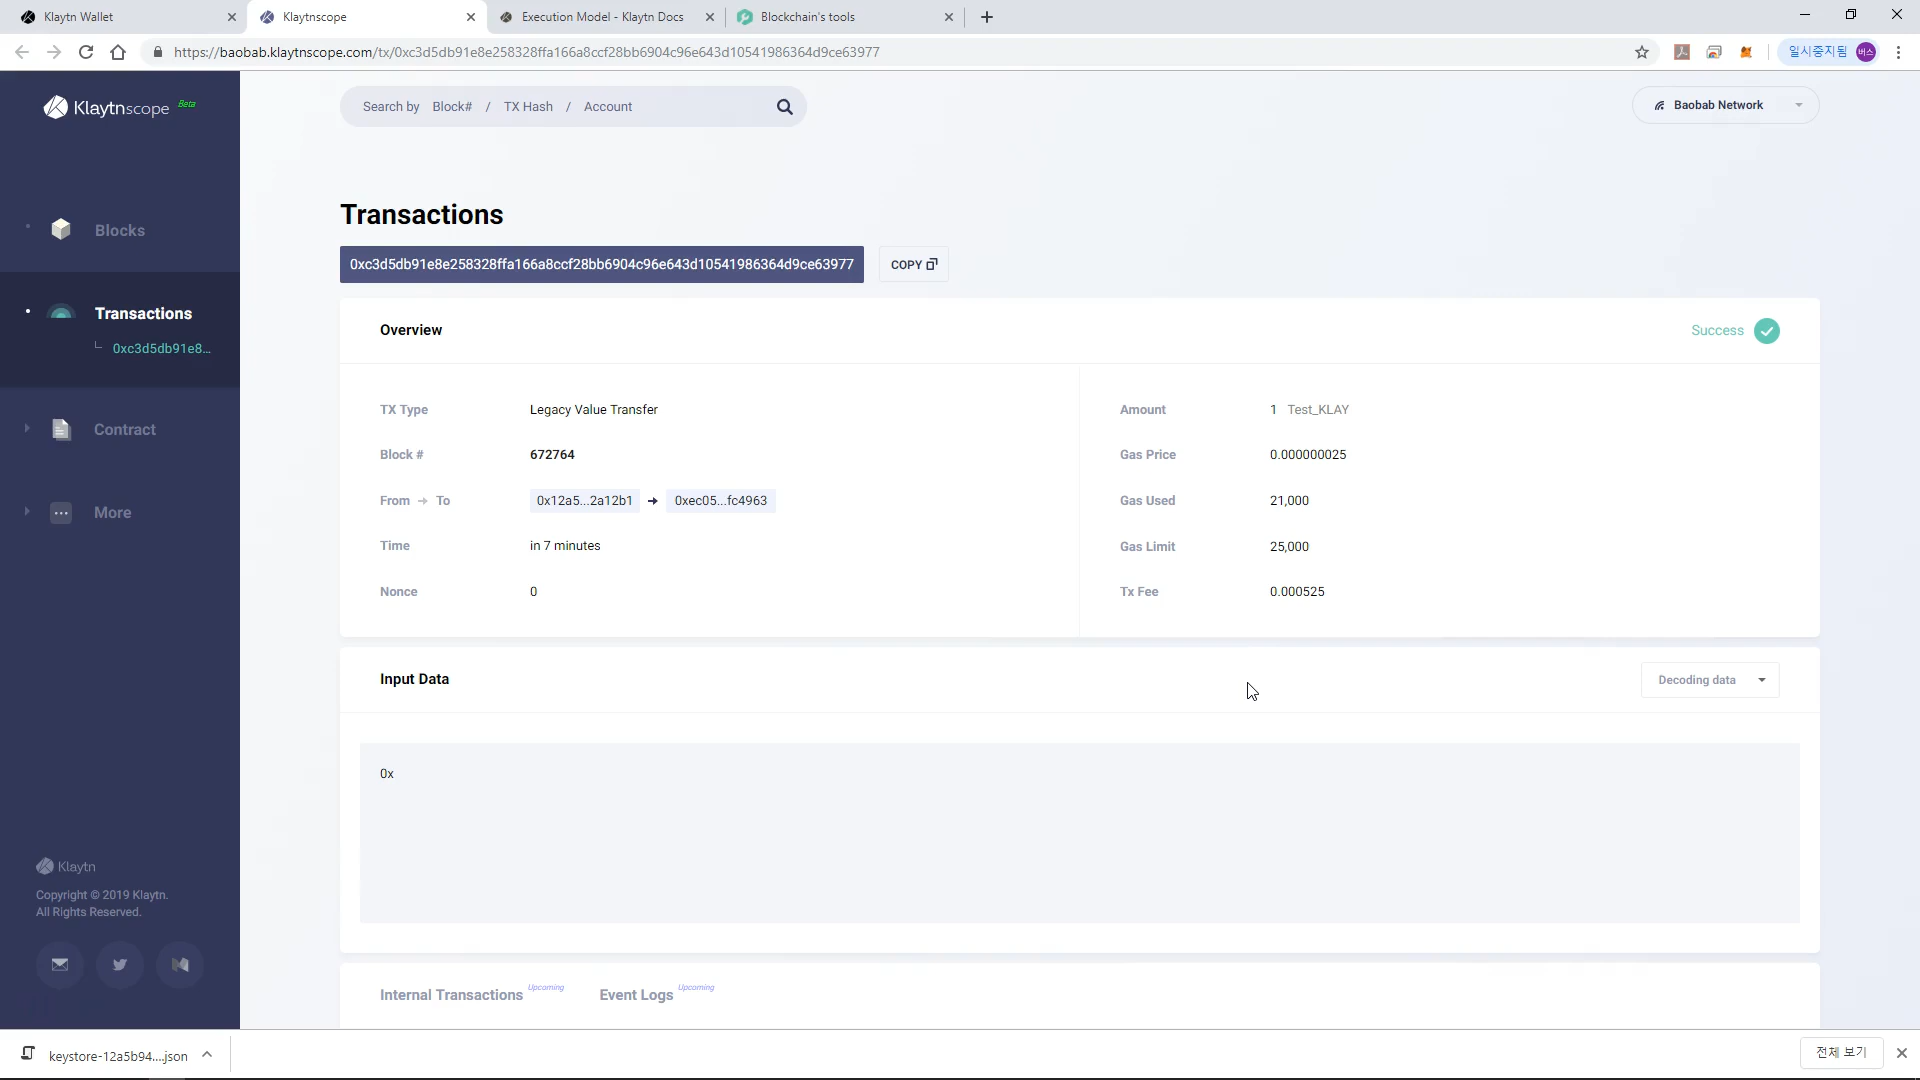 Klaytn Wallet
Klaytnscope
Execution Model - Klaytn Docs
Blockchain's tools
https://baobab.klaytnscope.com/tx/0xc3d5db91e8e258328ffa166a8ccf28bb6904c96e643d10541986364d9ce63977
일시중지됨
버스
Klaytnscope Beta
Search by Block# / TX Hash / Account
Baobab Network
Blocks
Transactions
0xc3d5db91e8...
Contract
More
Transactions
0xc3d5db91e8e258328ffa166a8ccf28bb6904c96e643d10541986364d9ce63977
COPY
Overview
Success
TX Type Legacy Value Transfer
Block # 672764
From → To 0x12a5...2a12b1 → 0xec05...fc4963
Time in 7 minutes
Nonce 0
Amount 1 Test_KLAY
Gas Price 0.000000025
Gas Used 21,000
Gas Limit 25,000
Tx Fee 0.000525
Input Data
Decoding data
0x
Internal Transactions Upcoming
Event Logs Upcoming
Klaytn
Copyright © 2019 Klaytn.
All Rights Reserved.
keystore-12a5b94....json
전체 보기